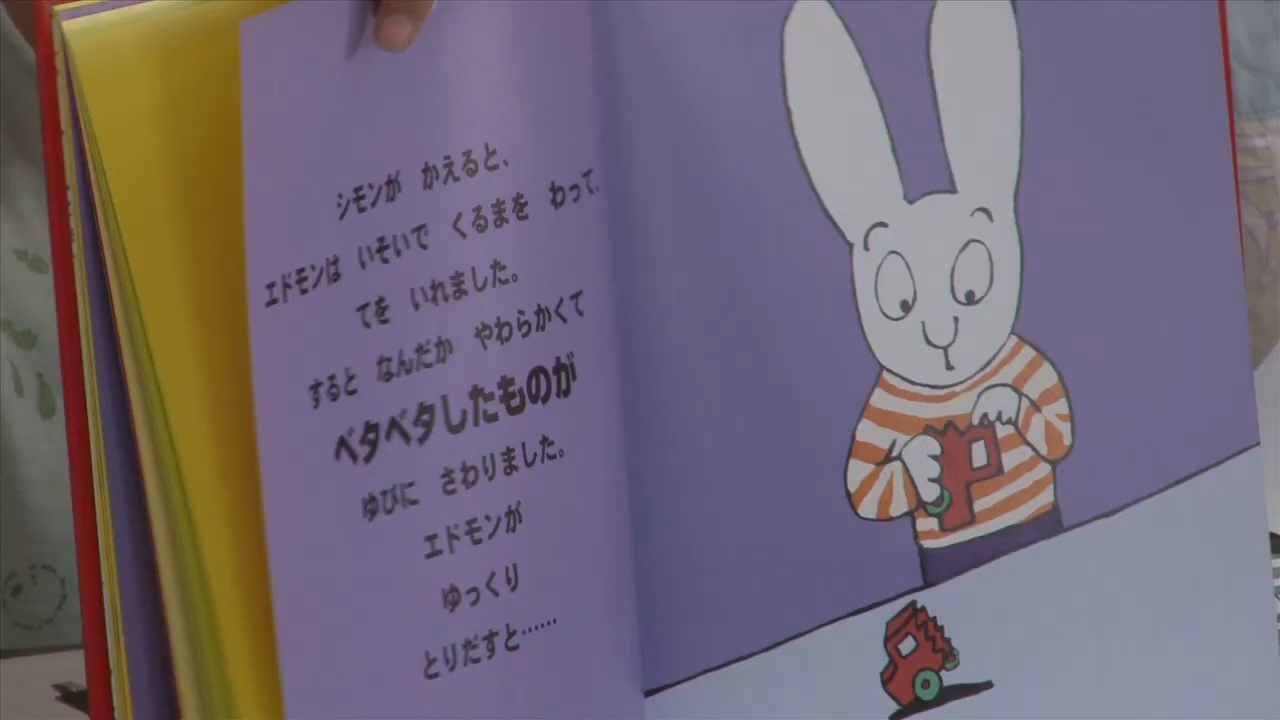 シモンが かえると、
エドモンは いそいで くるまを わって、
てを いれました。
すると なんだか やわらかくて
ベタベタしたものが
ゆびに さわりました。
エドモンが
ゆっくり
とりだすと……